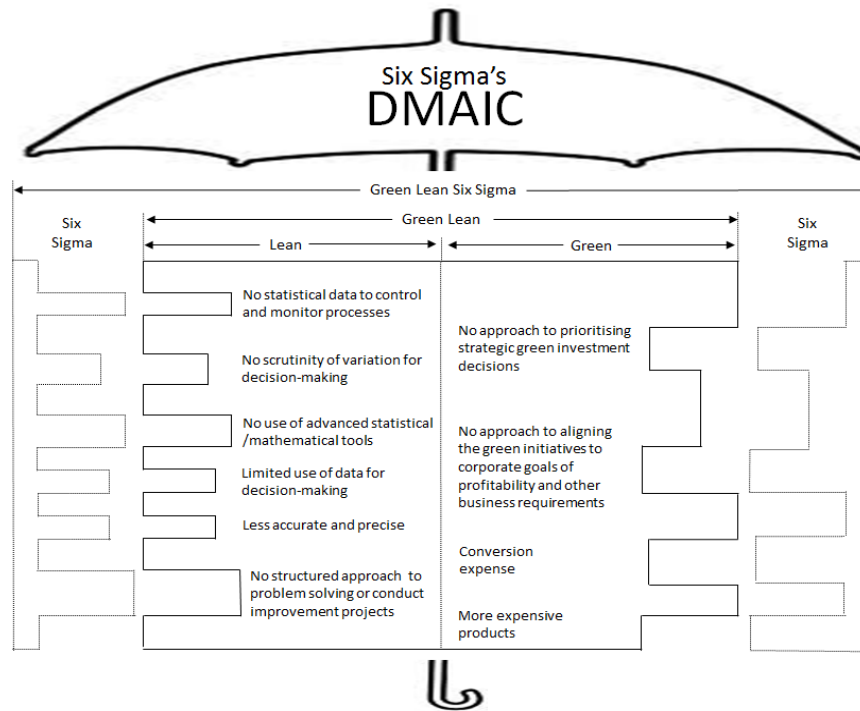 Six Sigma's
DMAIC
Green Lean Six Sigma
Six
Sigma
Green Lean
Six
Sigma
Lean
Green
No statistical data to control
and monitor processes
No scrutinity of variation for
decision-making
No use of advanced statistical
/mathematical tools
Limited use of data for
decision-making
Less accurate and precise
No structured approach to
problem solving or conduct
improvement projects
No approach to prioritising
strategic green investment
decisions
No approach to aligning
the green initiatives to
corporate goals of
profitability and other
business requirements
Conversion
expense
More expensive
products